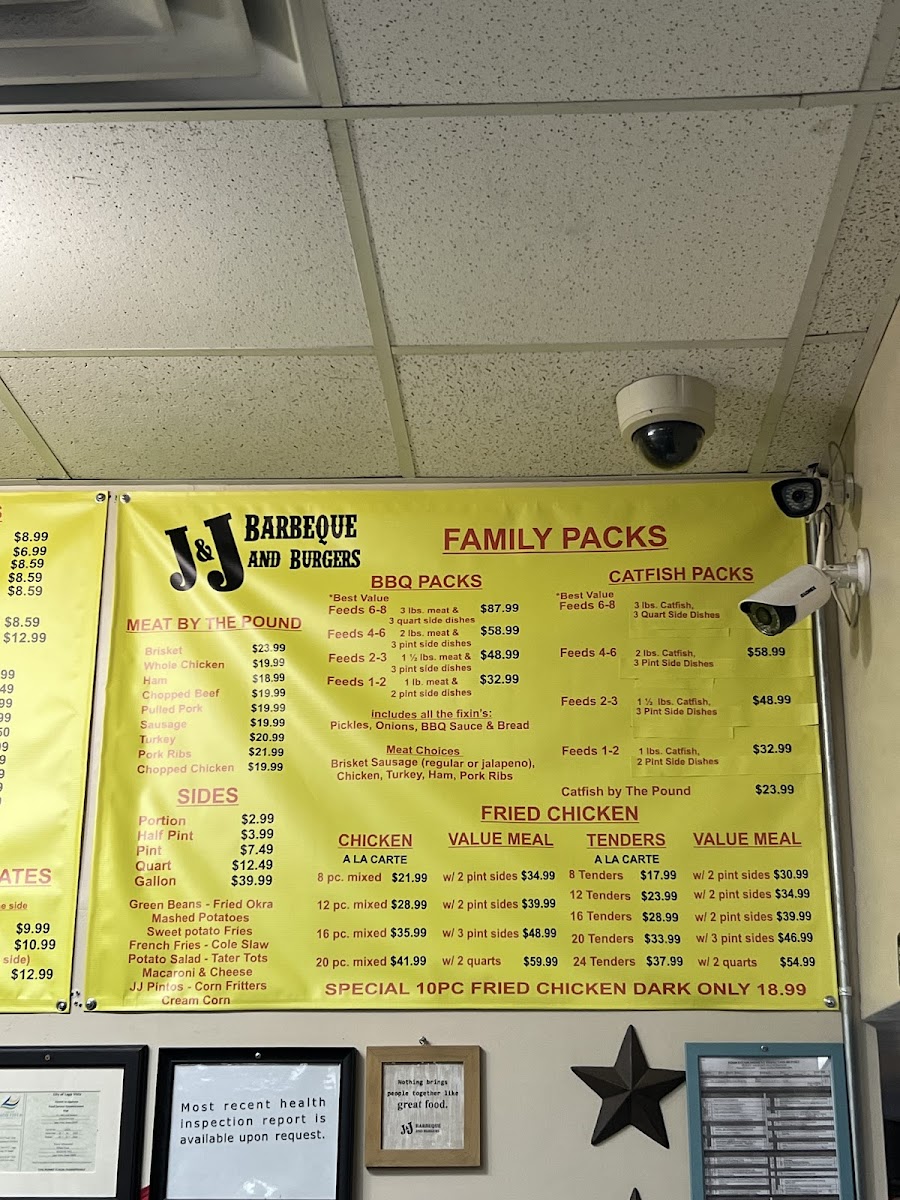 $8.99
$6.99
$8.59
$8.59
$8.59
$8.59
$12.99
ATES
e side
$9.99
$10.99
side)
$12.99
J&J BARBEQUE
AND BURGERS
FAMILY PACKS
MEAT BY THE POUND
Brisket $23.99
Whole Chicken $19.99
Ham $18.99
Chopped Beef $19.99
Pulled Pork $19.99
Sausage $19.99
Turkey $20.99
Pork Ribs $21.99
Chopped Chicken $19.99
SIDES
Portion $2.99
Half Pint $3.99
Pint $7.49
Quart $12.49
Gallon $39.99
Green Beans - Fried Okra
Mashed Potatoes
Sweet potato Fries
French Fries - Cole Slaw
Potato Salad - Tater Tots
Macaroni & Cheese
JJ Pintos - Corn Fritters
Cream Corn
BBQ PACKS
*Best Value
Feeds 6-8 3 lbs. meat & $87.99
3 quart side dishes
Feeds 4-6 2 lbs. meat & $58.99
3 pint side dishes
Feeds 2-3 1 ½ lbs. meat & $48.99
3 pint side dishes
Feeds 1-2 1 lb. meat & $32.99
2 pint side dishes
includes all the fixin's:
Pickles, Onions, BBQ Sauce & Bread
Meat Choices
Brisket Sausage (regular or jalapeno),
Chicken, Turkey, Ham, Pork Ribs
CATFISH PACKS
*Best Value
Feeds 6-8 3 lbs. Catfish,
3 Quart Side Dishes
Feeds 4-6 2 lbs. Catfish, $58.99
3 Pint Side Dishes
Feeds 2-3 1 ½ lbs. Catfish, $48.99
3 Pint Side Dishes
Feeds 1-2 1 lbs. Catfish, $32.99
2 Pint Side Dishes
Catfish by The Pound $23.99
FRIED CHICKEN
CHICKEN VALUE MEAL TENDERS VALUE MEAL
A LA CARTE A LA CARTE
8 pc. mixed $21.99 w/ 2 pint sides $34.99 8 Tenders $17.99 w/ 2 pint sides $30.99
12 pc. mixed $28.99 w/ 2 pint sides $39.99 12 Tenders $23.99 w/ 2 pint sides $34.99
16 pc. mixed $35.99 w/ 3 pint sides $48.99 16 Tenders $28.99 w/ 2 pint sides $39.99
20 pc. mixed $41.99 w/ 2 quarts $59.99 20 Tenders $33.99 w/ 3 pint sides $46.99
24 Tenders $37.99 w/ 2 quarts $54.99
SPECIAL 10PC FRIED CHICKEN DARK ONLY 18.99
Most recent health
inspection report is
available upon request.
Nothing brings
people together like
great food.
J&J BARBEQUE
AND BURGERS